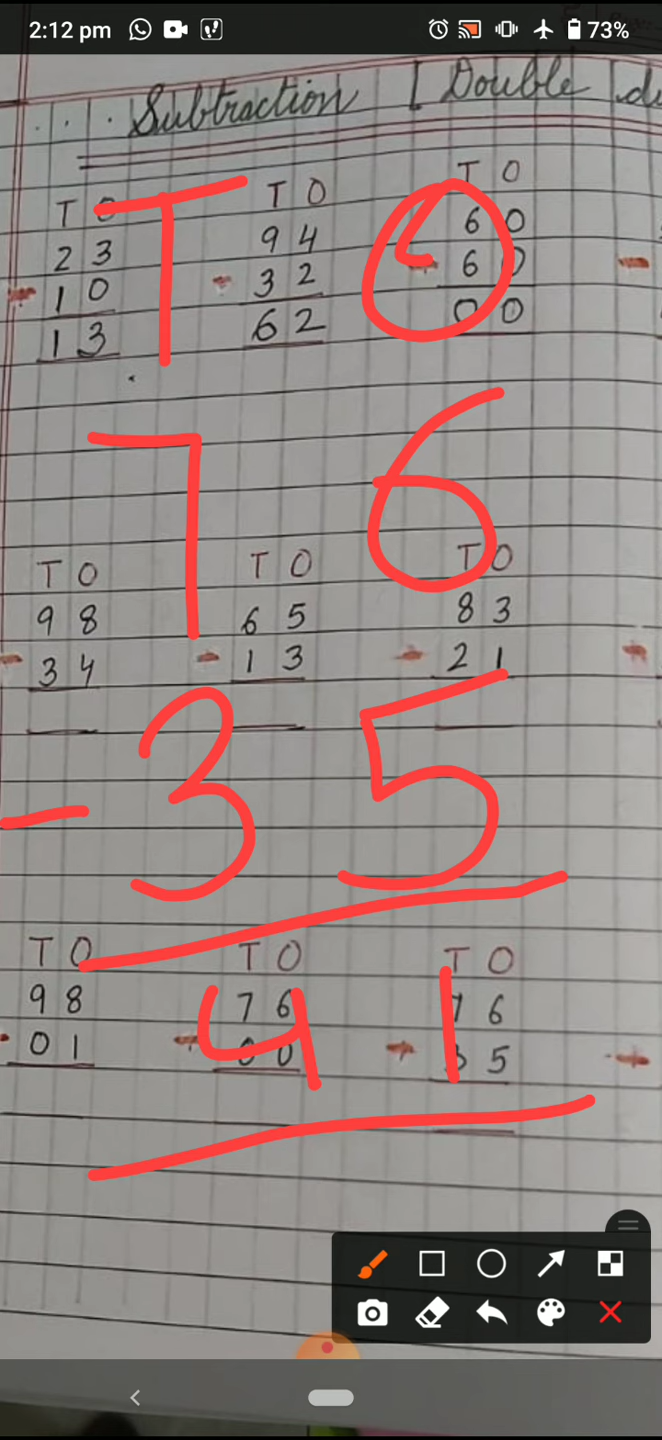 2:12 pm 73%
Subtraction [ Double
T O T O T O
2 3 9 4 6 0
- 1 0 - 3 2 - 6 0
1 3 6 2 0 0
T O
7 6
T O T O T O
9 8 6 5 8 3
- 3 4 - 1 3 - 2 1
- 3 5
T O T O T O
9 8 7 6 7 6
- 0 1 - 0 0 - 3 5
4 1